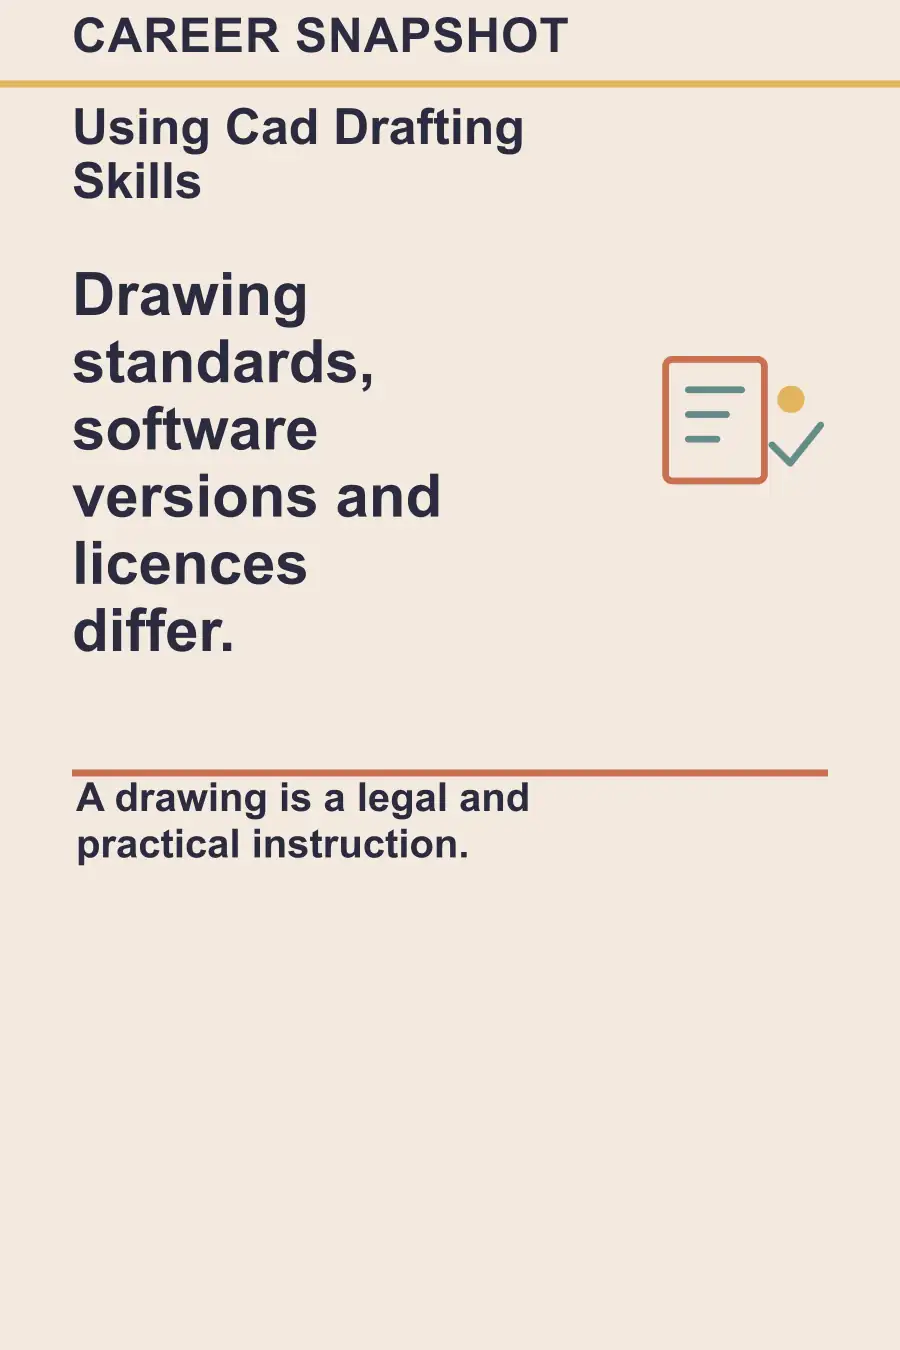 CAREER SNAPSHOT
Using Cad Drafting
Skills
Drawing
standards,
software
versions and
licences
differ.
A drawing is a legal and
practical instruction.